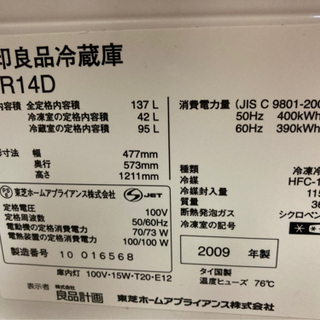 印良品冷蔵庫
R14D
全定格内容積 137 L
冷凍室の定格内容積 42 L
冷蔵室の定格内容積 95 L
形寸法 幅 477mm
奥行 573mm
高さ 1211mm
東芝ホームアプライアンス株式会社 JET
定格電圧 100V
定格周波数 50/60Hz
電動機の定格消費電力 70/73 W
電熱装置の定格消費電力 100/100 W
製造番号 10 016568
庫内灯 100V・15W・T20・E12
表示者 株式会社 良品計画 東芝ホームアプライアンス株式会社
消費電力量 (JIS C 9801-200
50Hz 400kWh
60Hz 390kWh
種類 冷凍冷
冷媒 HFC-1
冷媒封入量 115
質量 36
断熱発泡ガス シクロペン
冷凍室の記号
2009 年製
タイ国製
温度ヒューズ 76℃